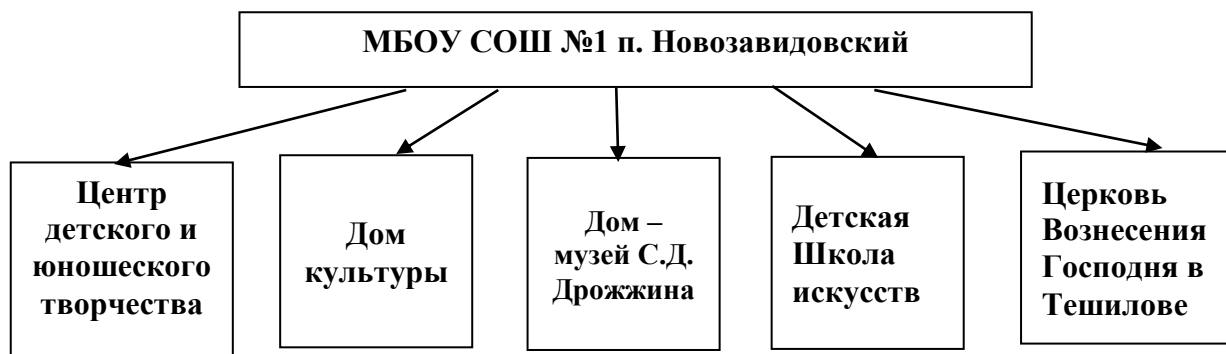 МБОУ СОШ №1 п. Новозавидовский
Центр
детского и
юношеского
творчества
Дом
культуры
Дом –
музей С.Д.
Дрожжина
Детская
Школа
искусств
Церковь
Вознесения
Господня в
Тешилове